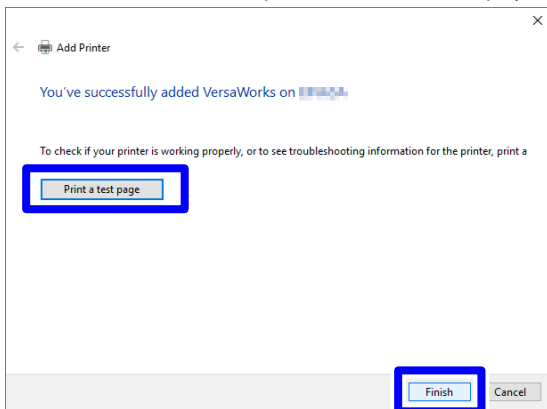 Add Printer
You've successfully added VersaWorks on
To check if your printer is working properly, or to see troubleshooting information for the printer, print a
Print a test page
Finish Cancel